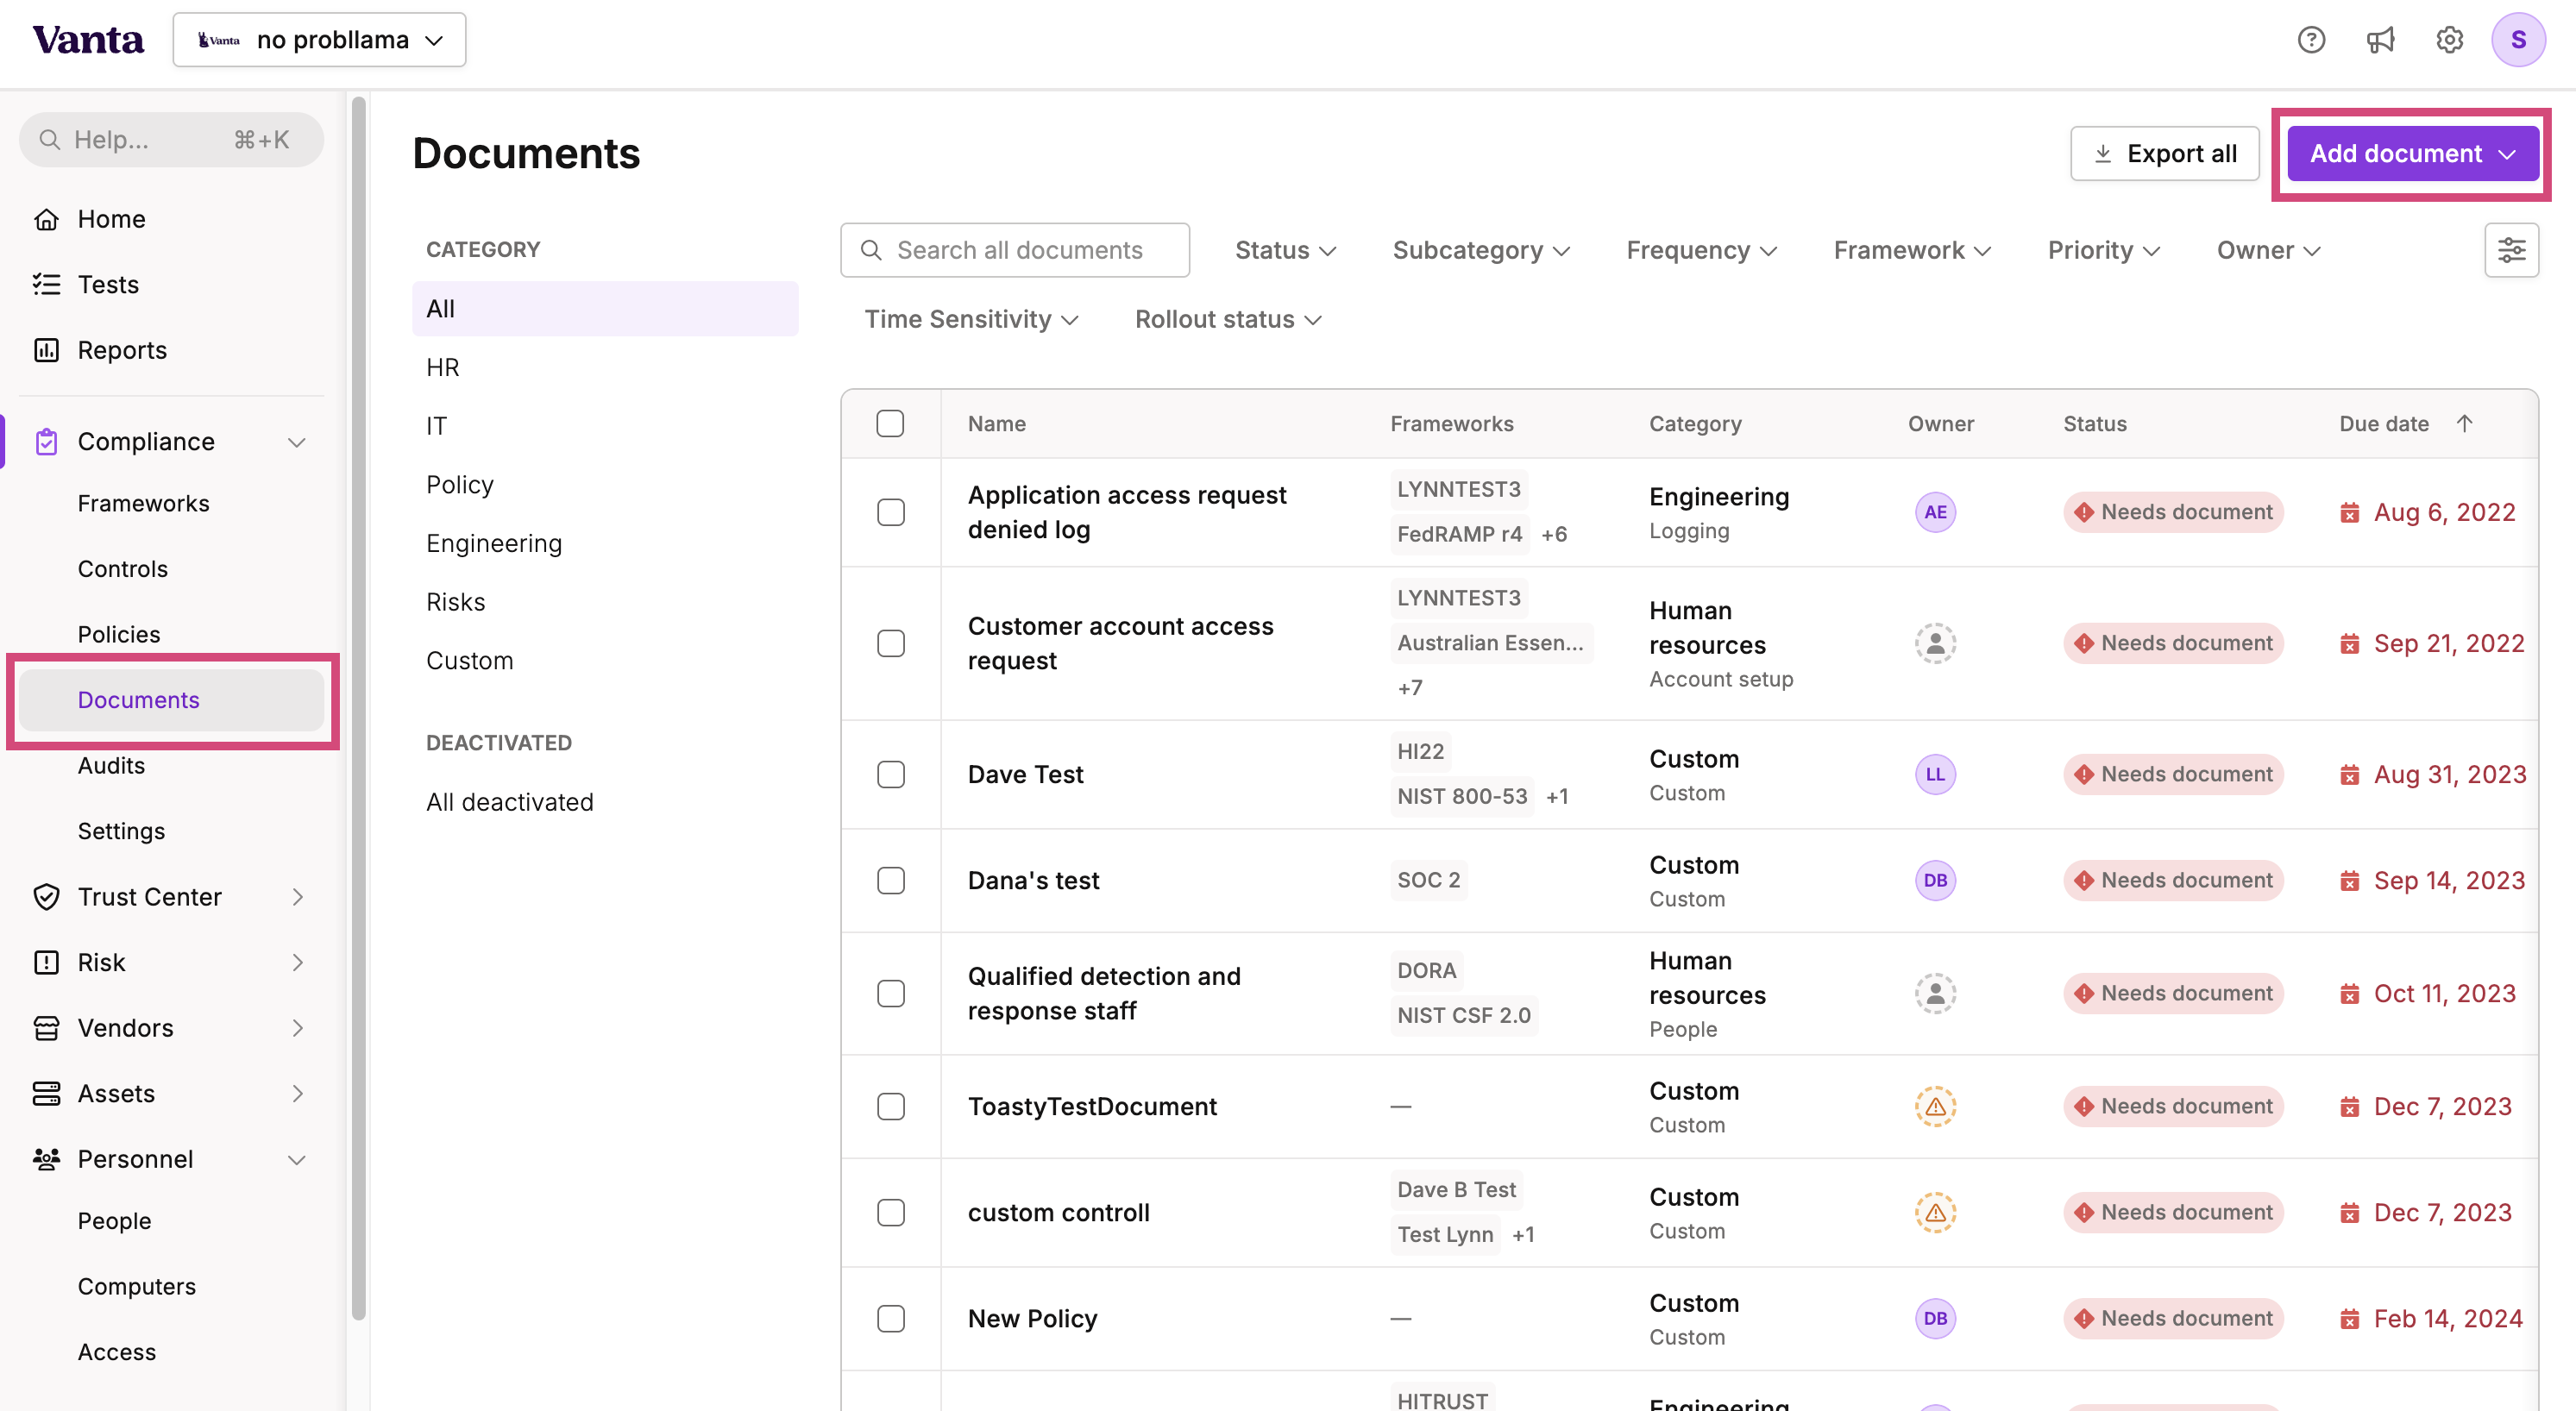 Vanta
Vanta no probllama
S
Help... ⌘+K
Home
Tests
Reports
Compliance
Frameworks
Controls
Policies
Documents
Audits
Settings
Trust Center
Risk
Vendors
Assets
Personnel
People
Computers
Access
Documents
Export all
Add document
CATEGORY
All
HR
IT
Policy
Engineering
Risks
Custom
DEACTIVATED
All deactivated
Search all documents Status Subcategory Frequency Framework Priority Owner
Time Sensitivity Rollout status
Name Frameworks Category Owner Status Due date
Application access request
denied log
LYNNTEST3
FedRAMP r4 +6
Engineering
Logging
AE
Needs document
Aug 6, 2022
Customer account access
request
LYNNTEST3
Australian Essen...
+7
Human
resources
Account setup
Needs document
Sep 21, 2022
Dave Test
HI22
NIST 800-53 +1
Custom
Custom
LL
Needs document
Aug 31, 2023
Dana's test
SOC 2
Custom
Custom
DB
Needs document
Sep 14, 2023
Qualified detection and
response staff
DORA
NIST CSF 2.0
Human
resources
People
Needs document
Oct 11, 2023
ToastyTestDocument
—
Custom
Custom
Needs document
Dec 7, 2023
custom controll
Dave B Test
Test Lynn +1
Custom
Custom
Needs document
Dec 7, 2023
New Policy
—
Custom
Custom
DB
Needs document
Feb 14, 2024
HITRUST
Engineering